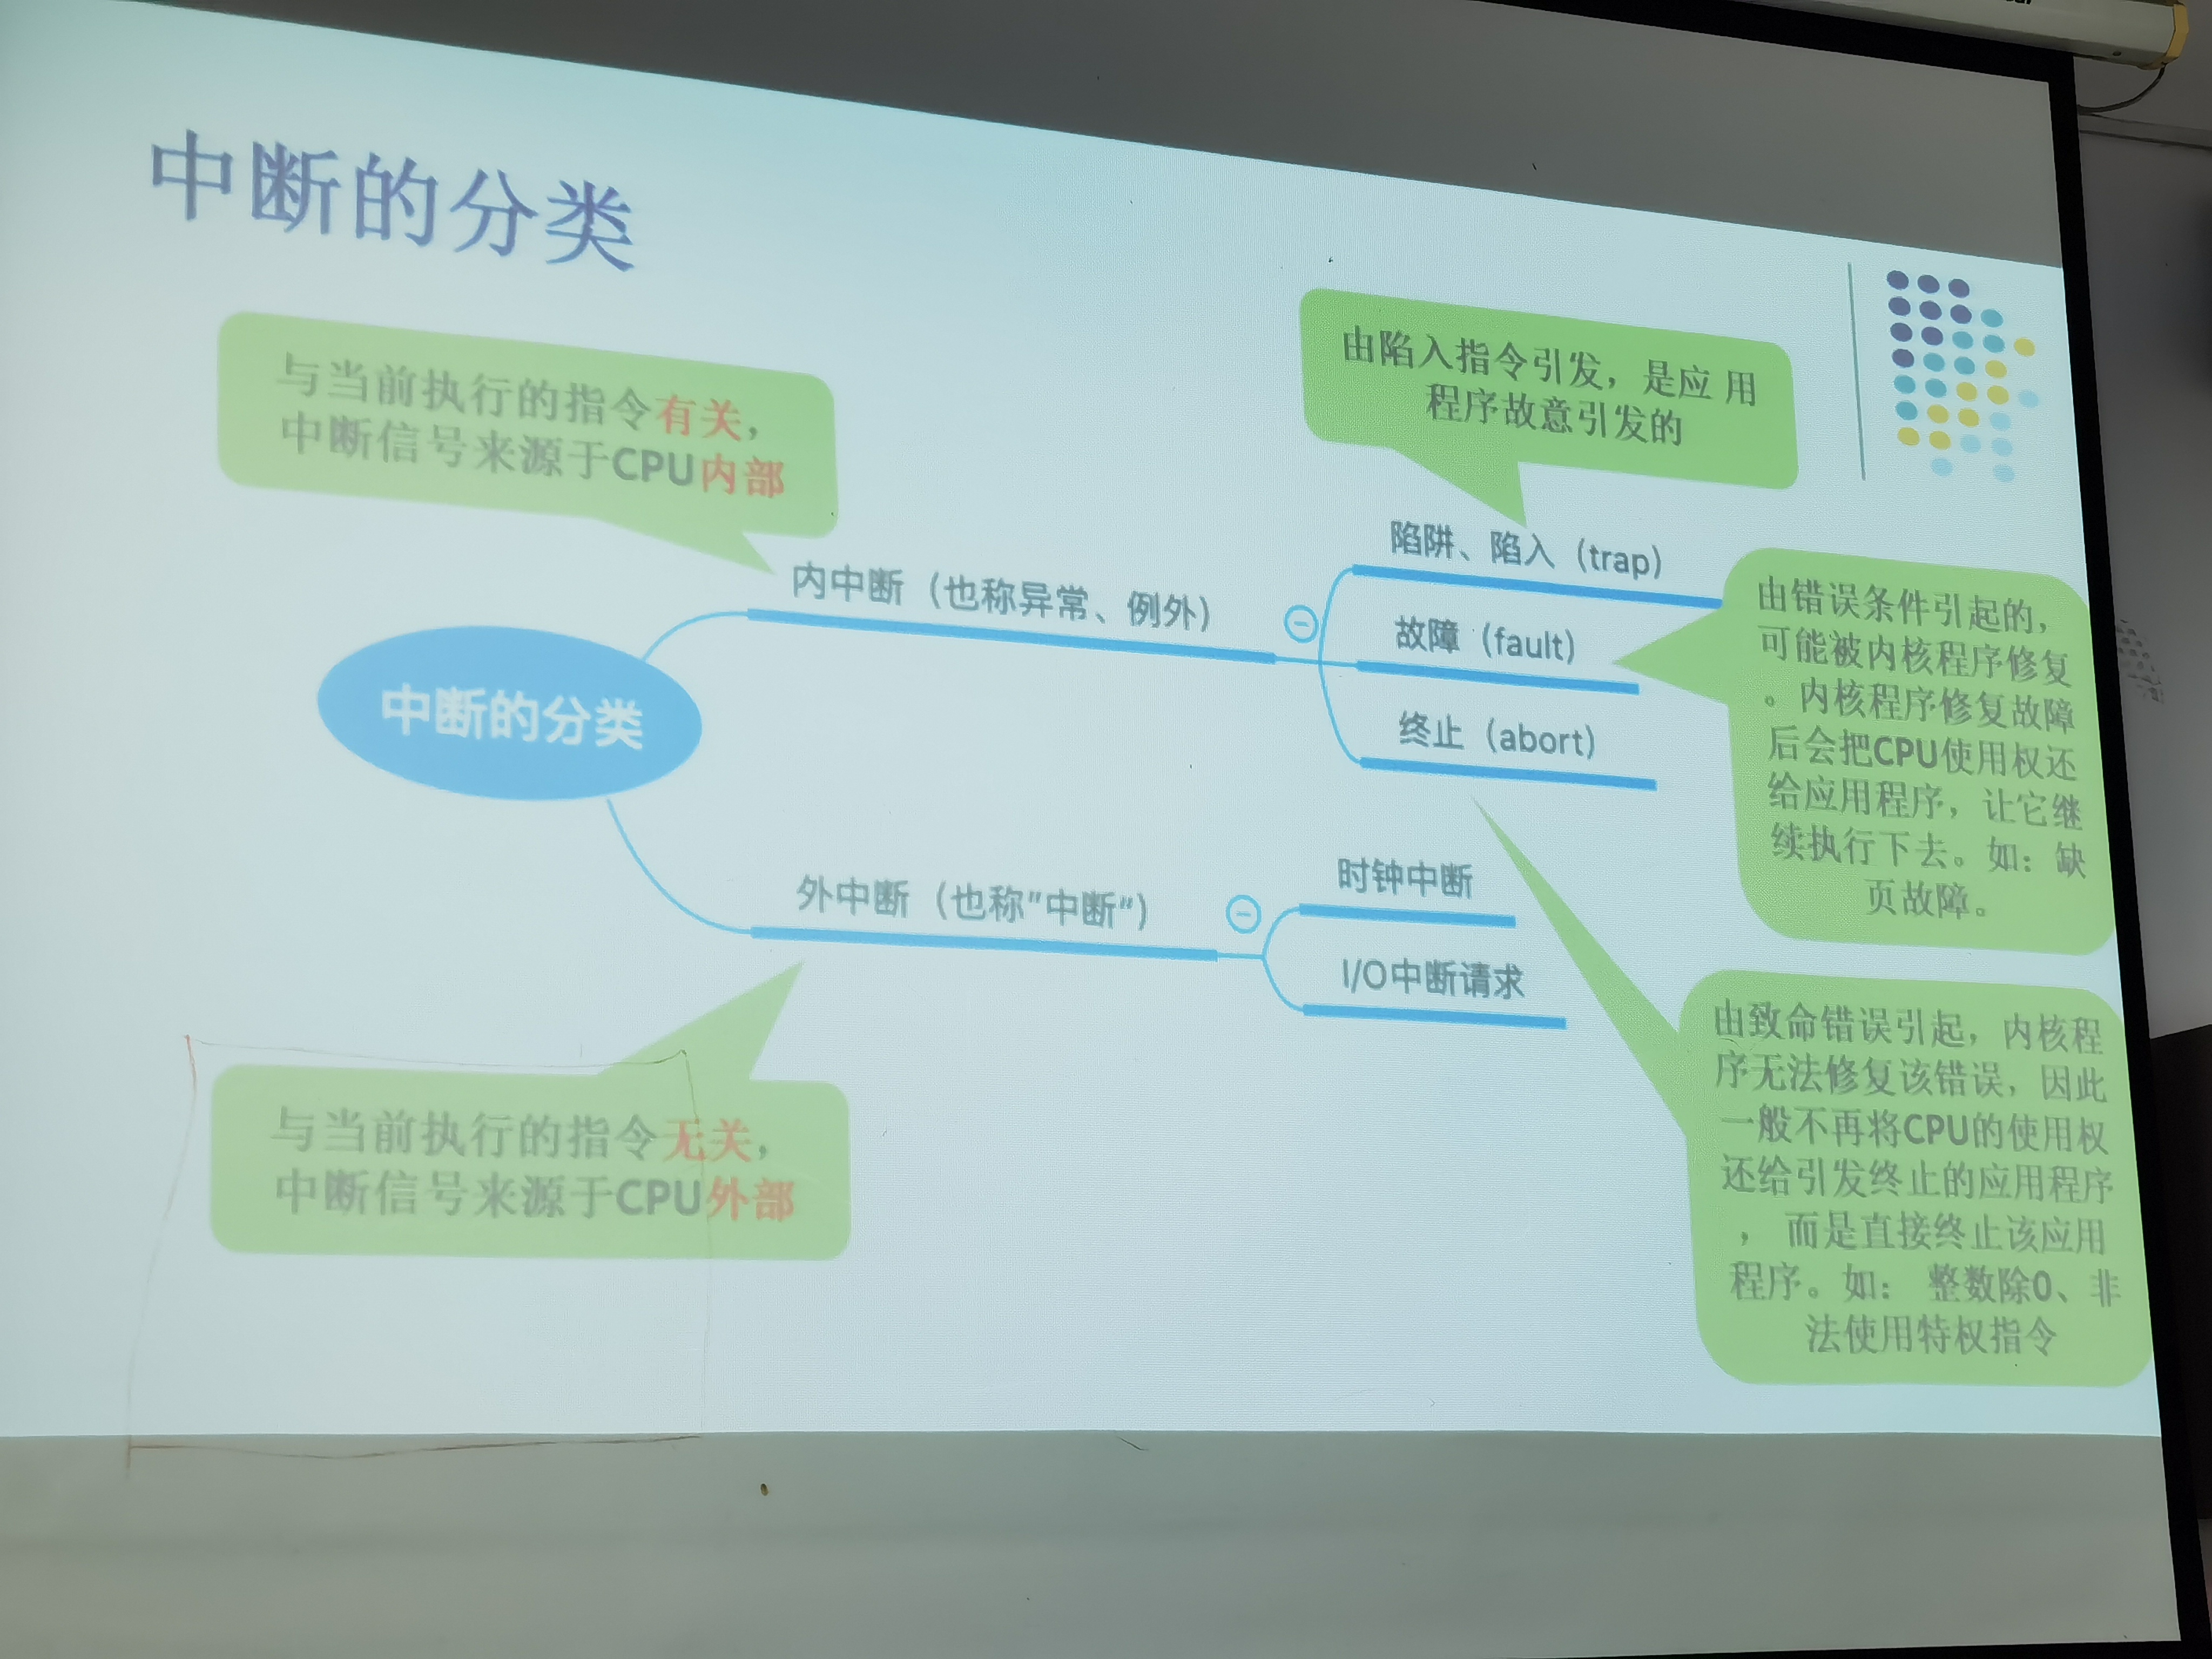 中断的分类
与当前执行的指令有关，
中断信号来源于CPU内部
由陷入指令引发，是应 用
程序故意引发的
内中断（也称异常、例外）
陷阱、陷入（trap）
故障（fault）
终止（abort）
由错误条件引起的，
可能被内核程序修复
。内核程序修复故障
后会把CPU使用权还
给应用程序，让它继
续执行下去。如：缺
页故障。
中断的分类
外中断（也称”中断“）
时钟中断
I/O中断请求
与当前执行的指令无关，
中断信号来源于CPU外部
由致命错误引起，内核程
序无法修复该错误，因此
一般不再将CPU的使用权
还给引发终止的应用程序
， 而是直接终止该应用
程序。如： 整数除0、非
法使用特权指令